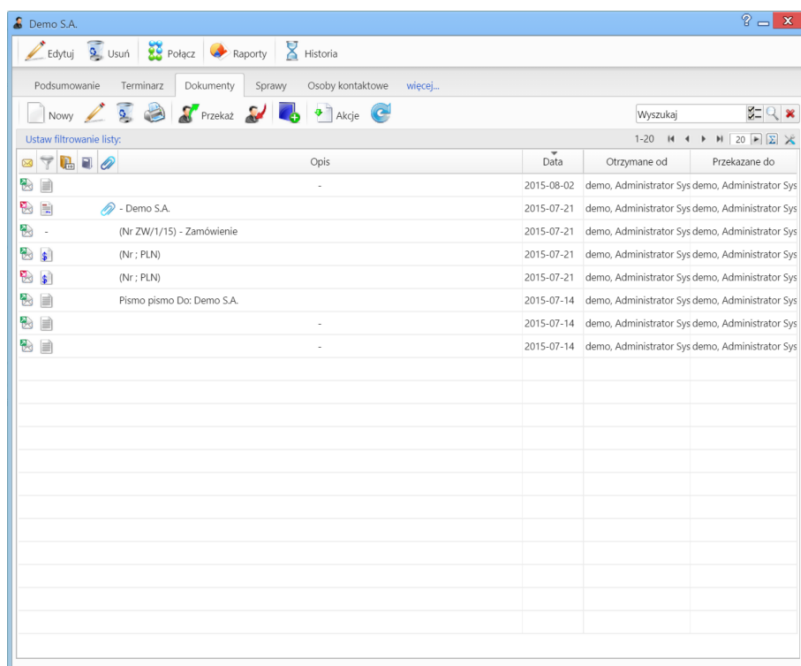 Demo S.A.
Edytuj Usuń Połącz Raporty Historia
Podsumowanie Terminarz Dokumenty Sprawy Osoby kontaktowe więcej...
Nowy Przekaż Akcje Wyszukaj
Ustaw filtrowanie listy: 1-20 20
Opis Data Otrzymane od Przekazane do
- 2015-08-02 demo, Administrator Sys demo, Administrator Sys
- Demo S.A. 2015-07-21 demo, Administrator Sys demo, Administrator Sys
- (Nr ZW/1/15) - Zamówienie 2015-07-21 demo, Administrator Sys demo, Administrator Sys
(Nr ; PLN) 2015-07-21 demo, Administrator Sys demo, Administrator Sys
(Nr ; PLN) 2015-07-21 demo, Administrator Sys demo, Administrator Sys
Pismo pismo Do: Demo S.A. 2015-07-14 demo, Administrator Sys demo, Administrator Sys
- 2015-07-14 demo, Administrator Sys demo, Administrator Sys
- 2015-07-14 demo, Administrator Sys demo, Administrator Sys